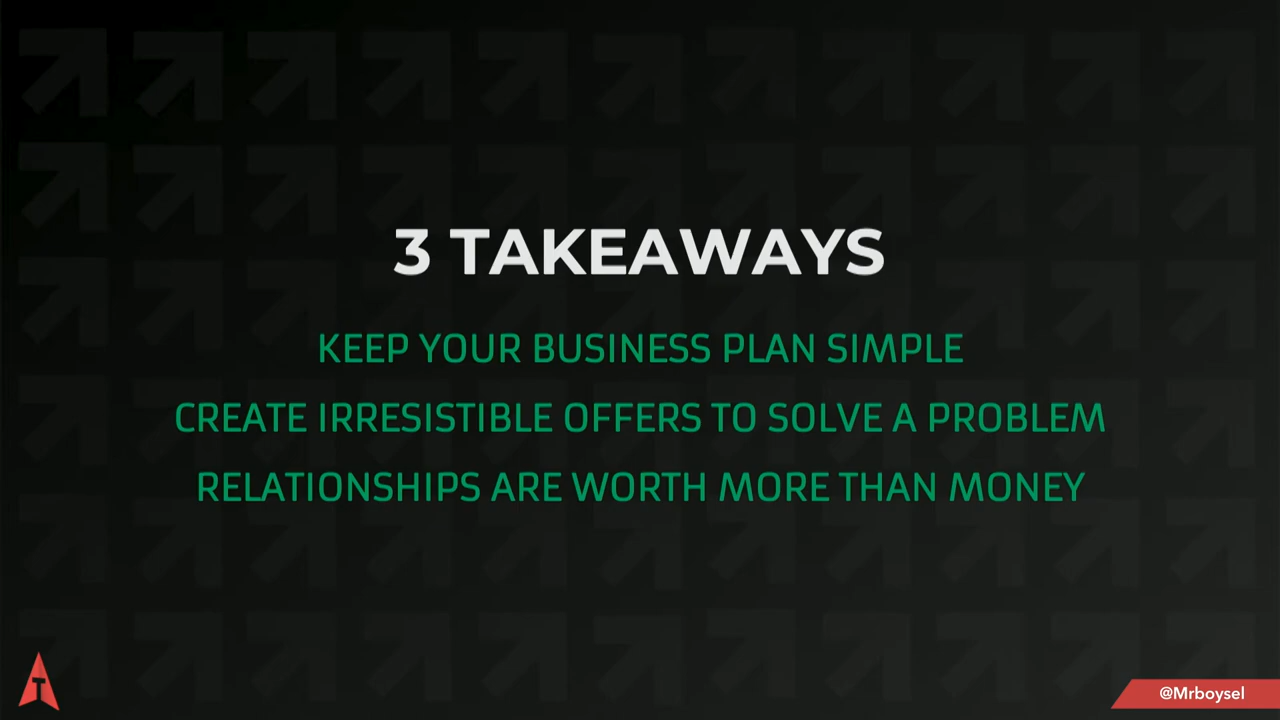 3 TAKEAWAYS
KEEP YOUR BUSINESS PLAN SIMPLE
CREATE IRRESISTIBLE OFFERS TO SOLVE A PROBLEM
RELATIONSHIPS ARE WORTH MORE THAN MONEY
T
@Mrboysel